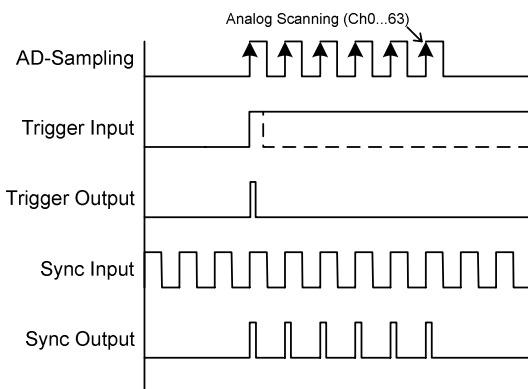 Analog Scanning (Ch0...63)
AD-Sampling
Trigger Input
Trigger Output
Sync Input
Sync Output